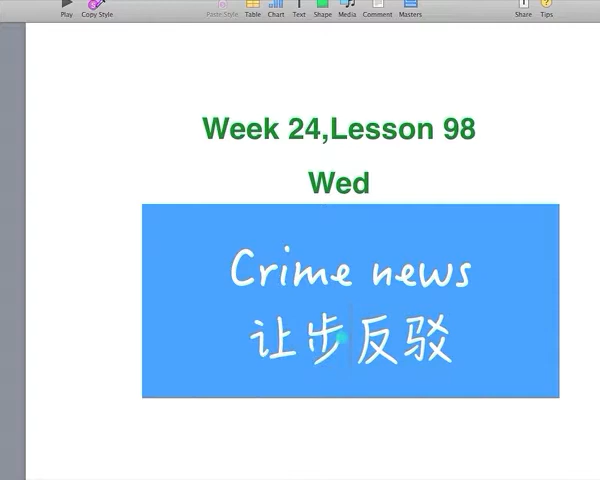 Play Copy Style Paste Style Table Chart Text Shape Media Comment Masters Share Tips
Week 24,Lesson 98
Wed
Crime news
让步反驳